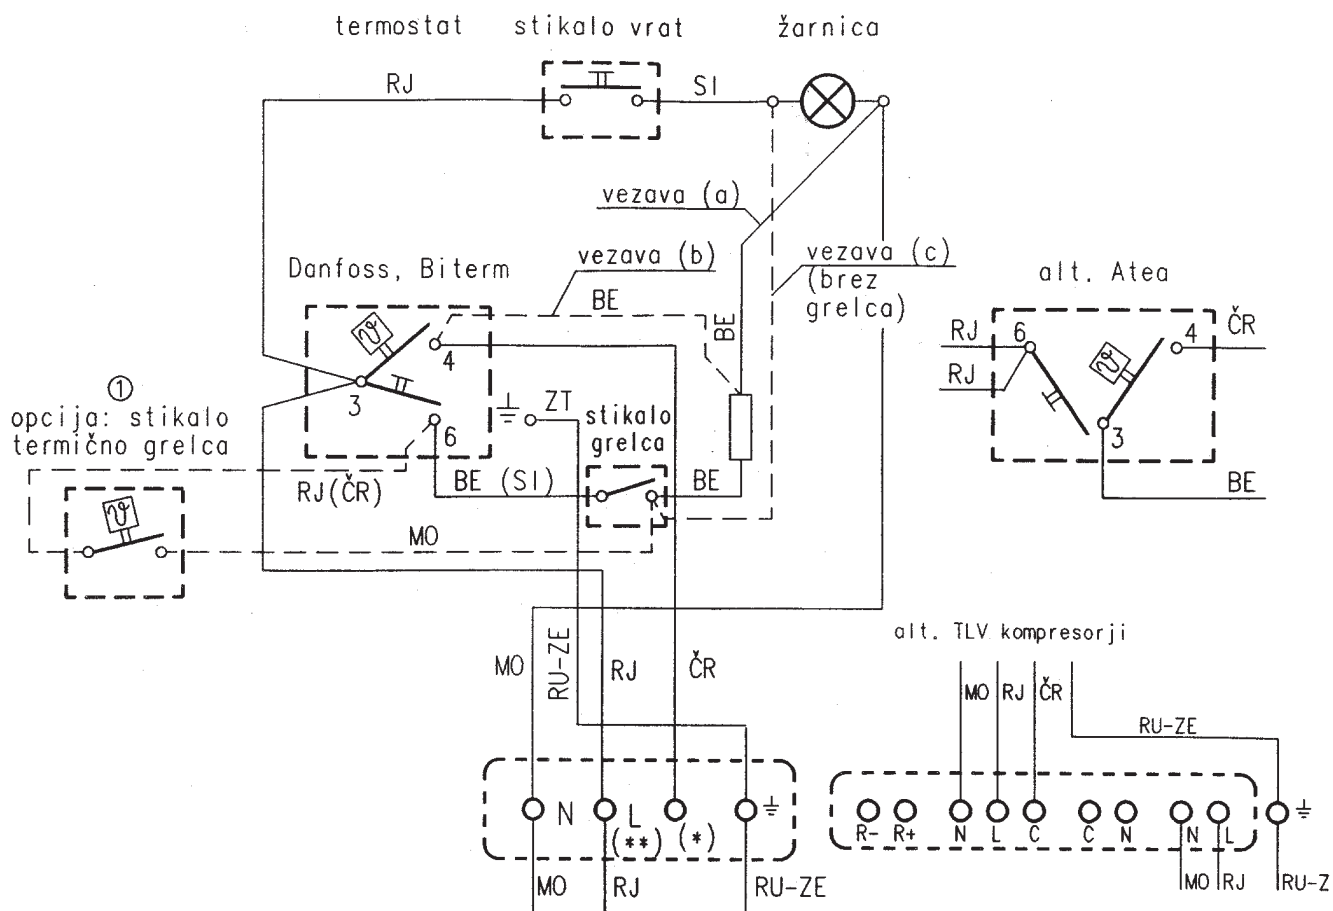 termostat
stikalo vrat
žarnica
RJ
SI
vezava (a)
vezava (b)
vezava (c)
(brez
grelca)
Danfoss, Biterm
alt. Atea
BE
BE
ϑ
4
3
6
RJ
RJ
6
ϑ
4
ČR
3
BE
1
opcija: stikalo
termično grelca
ZT
stikalo
grelca
RJ(ČR)
BE (SI)
BE
ϑ
MO
alt. TLV kompresorji
MO
RU-ZE
RJ
ČR
MO
RJ
ČR
RU-ZE
N
L
(**)
(*)
R-
R+
N
L
C
C
N
N
L
MO
RJ
RU-ZE
MO
RJ
RU-Z